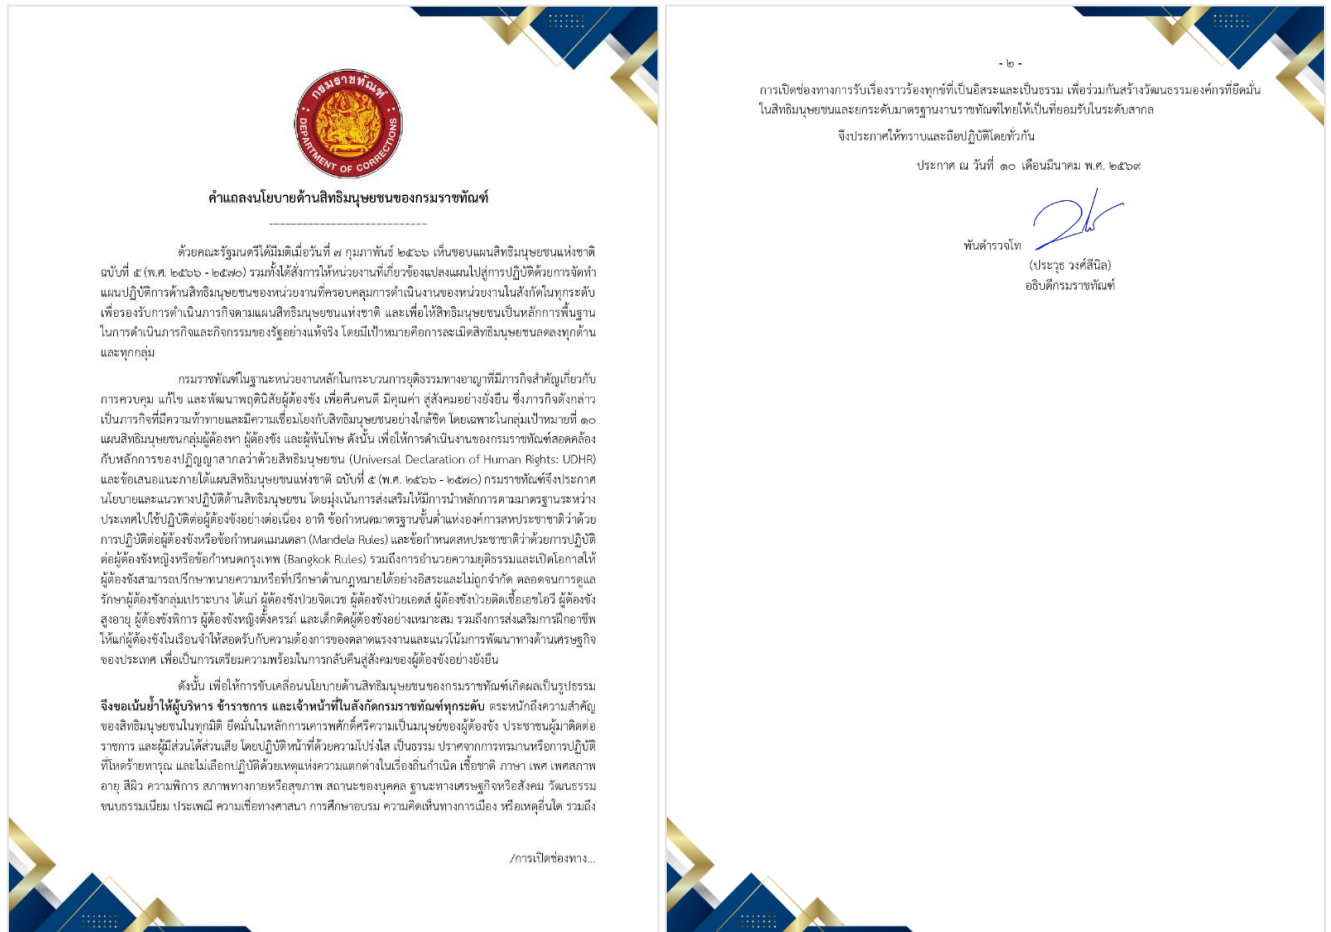 กรมราชทัณฑ์
DEPARTMENT OF CORRECTIONS
คำแถลงนโยบายด้านสิทธิมนุษยชนของกรมราชทัณฑ์
ด้วยคณะรัฐมนตรีได้มีมติเมื่อวันที่ ๗ กุมภาพันธ์ ๒๕๖๖ เห็นชอบแผนสิทธิมนุษยชนแห่งชาติ
ฉบับที่ ๕ (พ.ศ. ๒๕๖๖ - ๒๕๗๐) รวมทั้งได้สั่งการให้หน่วยงานที่เกี่ยวข้องแปลงแผนไปสู่การปฏิบัติด้วยการจัดทำ
แผนปฏิบัติการด้านสิทธิมนุษยชนของหน่วยงานที่ครอบคลุมการดำเนินงานของหน่วยงานในสังกัดในทุกระดับ
เพื่อรองรับการดำเนินภารกิจตามแผนสิทธิมนุษยชนแห่งชาติ และเพื่อให้สิทธิมนุษยชนเป็นหลักการพื้นฐาน
ในการดำเนินภารกิจและกิจกรรมของรัฐอย่างแท้จริง โดยมีเป้าหมายคือการละเมิดสิทธิมนุษยชนลดลงทุกด้าน
และทุกกลุ่ม
กรมราชทัณฑ์ในฐานะหน่วยงานหลักในกระบวนการยุติธรรมทางอาญาที่มีภารกิจสำคัญเกี่ยวกับ
การควบคุม แก้ไข และพัฒนาพฤตินิสัยผู้ต้องขัง เพื่อคืนคนดี มีคุณค่า สู่สังคมอย่างยั่งยืน ซึ่งภารกิจดังกล่าว
เป็นภารกิจที่มีความท้าทายและมีความเชื่อมโยงกับสิทธิมนุษยชนอย่างใกล้ชิด โดยเฉพาะในกลุ่มเป้าหมายที่ ๑๐
แผนสิทธิมนุษยชนกลุ่มผู้ต้องหา ผู้ต้องขัง และผู้พ้นโทษ ดังนั้น เพื่อให้การดำเนินงานของกรมราชทัณฑ์สอดคล้อง
กับหลักการของปฏิญญาสากลว่าด้วยสิทธิมนุษยชน (Universal Declaration of Human Rights: UDHR)
และข้อเสนอแนะภายใต้แผนสิทธิมนุษยชนแห่งชาติ ฉบับที่ ๕ (พ.ศ. ๒๕๖๖ - ๒๕๗๐) กรมราชทัณฑ์จึงประกาศ
นโยบายและแนวทางปฏิบัติด้านสิทธิมนุษยชน โดยมุ่งเน้นการส่งเสริมให้มีการนำหลักการตามมาตรฐานระหว่าง
ประเทศไปใช้ปฏิบัติต่อผู้ต้องขังอย่างต่อเนื่อง อาทิ ข้อกำหนดมาตรฐานขั้นต่ำแห่งองค์การสหประชาชาติว่าด้วย
การปฏิบัติต่อผู้ต้องขังหรือข้อกำหนดแมนเดลา (Mandela Rules) และข้อกำหนดสหประชาชาติว่าด้วยการปฏิบัติ
ต่อผู้ต้องขังหญิงหรือข้อกำหนดกรุงเทพ (Bangkok Rules) รวมถึงการอำนวยความยุติธรรมและเปิดโอกาสให้
ผู้ต้องขังสามารถปรึกษาทนายความหรือที่ปรึกษาด้านกฎหมายได้อย่างอิสระและไม่ถูกจำกัด ตลอดจนการดูแล
รักษาผู้ต้องขังกลุ่มเปราะบาง ได้แก่ ผู้ต้องขังป่วยจิตเวช ผู้ต้องขังป่วยเอดส์ ผู้ต้องขังป่วยติดเชื้อเอชไอวี ผู้ต้องขัง
สูงอายุ ผู้ต้องขังพิการ ผู้ต้องขังหญิงตั้งครรภ์ และเด็กติดผู้ต้องขังอย่างเหมาะสม รวมถึงการส่งเสริมการฝึกอาชีพ
ให้แก่ผู้ต้องขังในเรือนจำให้สอดรับกับความต้องการของตลาดแรงงานและแนวโน้มการพัฒนาทางด้านเศรษฐกิจ
ของประเทศ เพื่อเป็นการเตรียมความพร้อมในการกลับคืนสู่สังคมของผู้ต้องขังอย่างยั่งยืน
ดังนั้น เพื่อให้การขับเคลื่อนนโยบายด้านสิทธิมนุษยชนของกรมราชทัณฑ์เกิดผลเป็นรูปธรรม
จึงขอเน้นย้ำให้ผู้บริหาร ข้าราชการ และเจ้าหน้าที่ในสังกัดกรมราชทัณฑ์ทุกระดับ ตระหนักถึงความสำคัญ
ของสิทธิมนุษยชนในทุกมิติ ยึดมั่นในหลักการเคารพศักดิ์ศรีความเป็นมนุษย์ของผู้ต้องขัง ประชาชนผู้มาติดต่อ
ราชการ และผู้มีส่วนได้ส่วนเสีย โดยปฏิบัติหน้าที่ด้วยความโปร่งใส เป็นธรรม ปราศจากการทรมานหรือการปฏิบัติ
ที่โหดร้ายทารุณ และไม่เลือกปฏิบัติด้วยเหตุแห่งความแตกต่างในเรื่องถิ่นกำเนิด เชื้อชาติ ภาษา เพศ เพศสภาพ
อายุ สีผิว ความพิการ สภาพทางกายหรือสุขภาพ สถานะของบุคคล ฐานะทางเศรษฐกิจหรือสังคม วัฒนธรรม
ขนบธรรมเนียม ประเพณี ความเชื่อทางศาสนา การศึกษาอบรม ความคิดเห็นทางการเมือง หรือเหตุอื่นใด รวมถึง
/การเปิดช่องทาง...
- ๒ -
การเปิดช่องทางการรับเรื่องราวร้องทุกข์ที่เป็นอิสระและเป็นธรรม เพื่อร่วมกันสร้างวัฒนธรรมองค์กรที่ยึดมั่น
ในสิทธิมนุษยชนและยกระดับมาตรฐานงานราชทัณฑ์ไทยให้เป็นที่ยอมรับในระดับสากล
จึงประกาศให้ทราบและถือปฏิบัติโดยทั่วกัน
ประกาศ ณ วันที่ ๑๐ เดือนมีนาคม พ.ศ. ๒๕๖๙
พันตำรวจโท
(ประวุธ วงศ์สีนิล)
อธิบดีกรมราชทัณฑ์